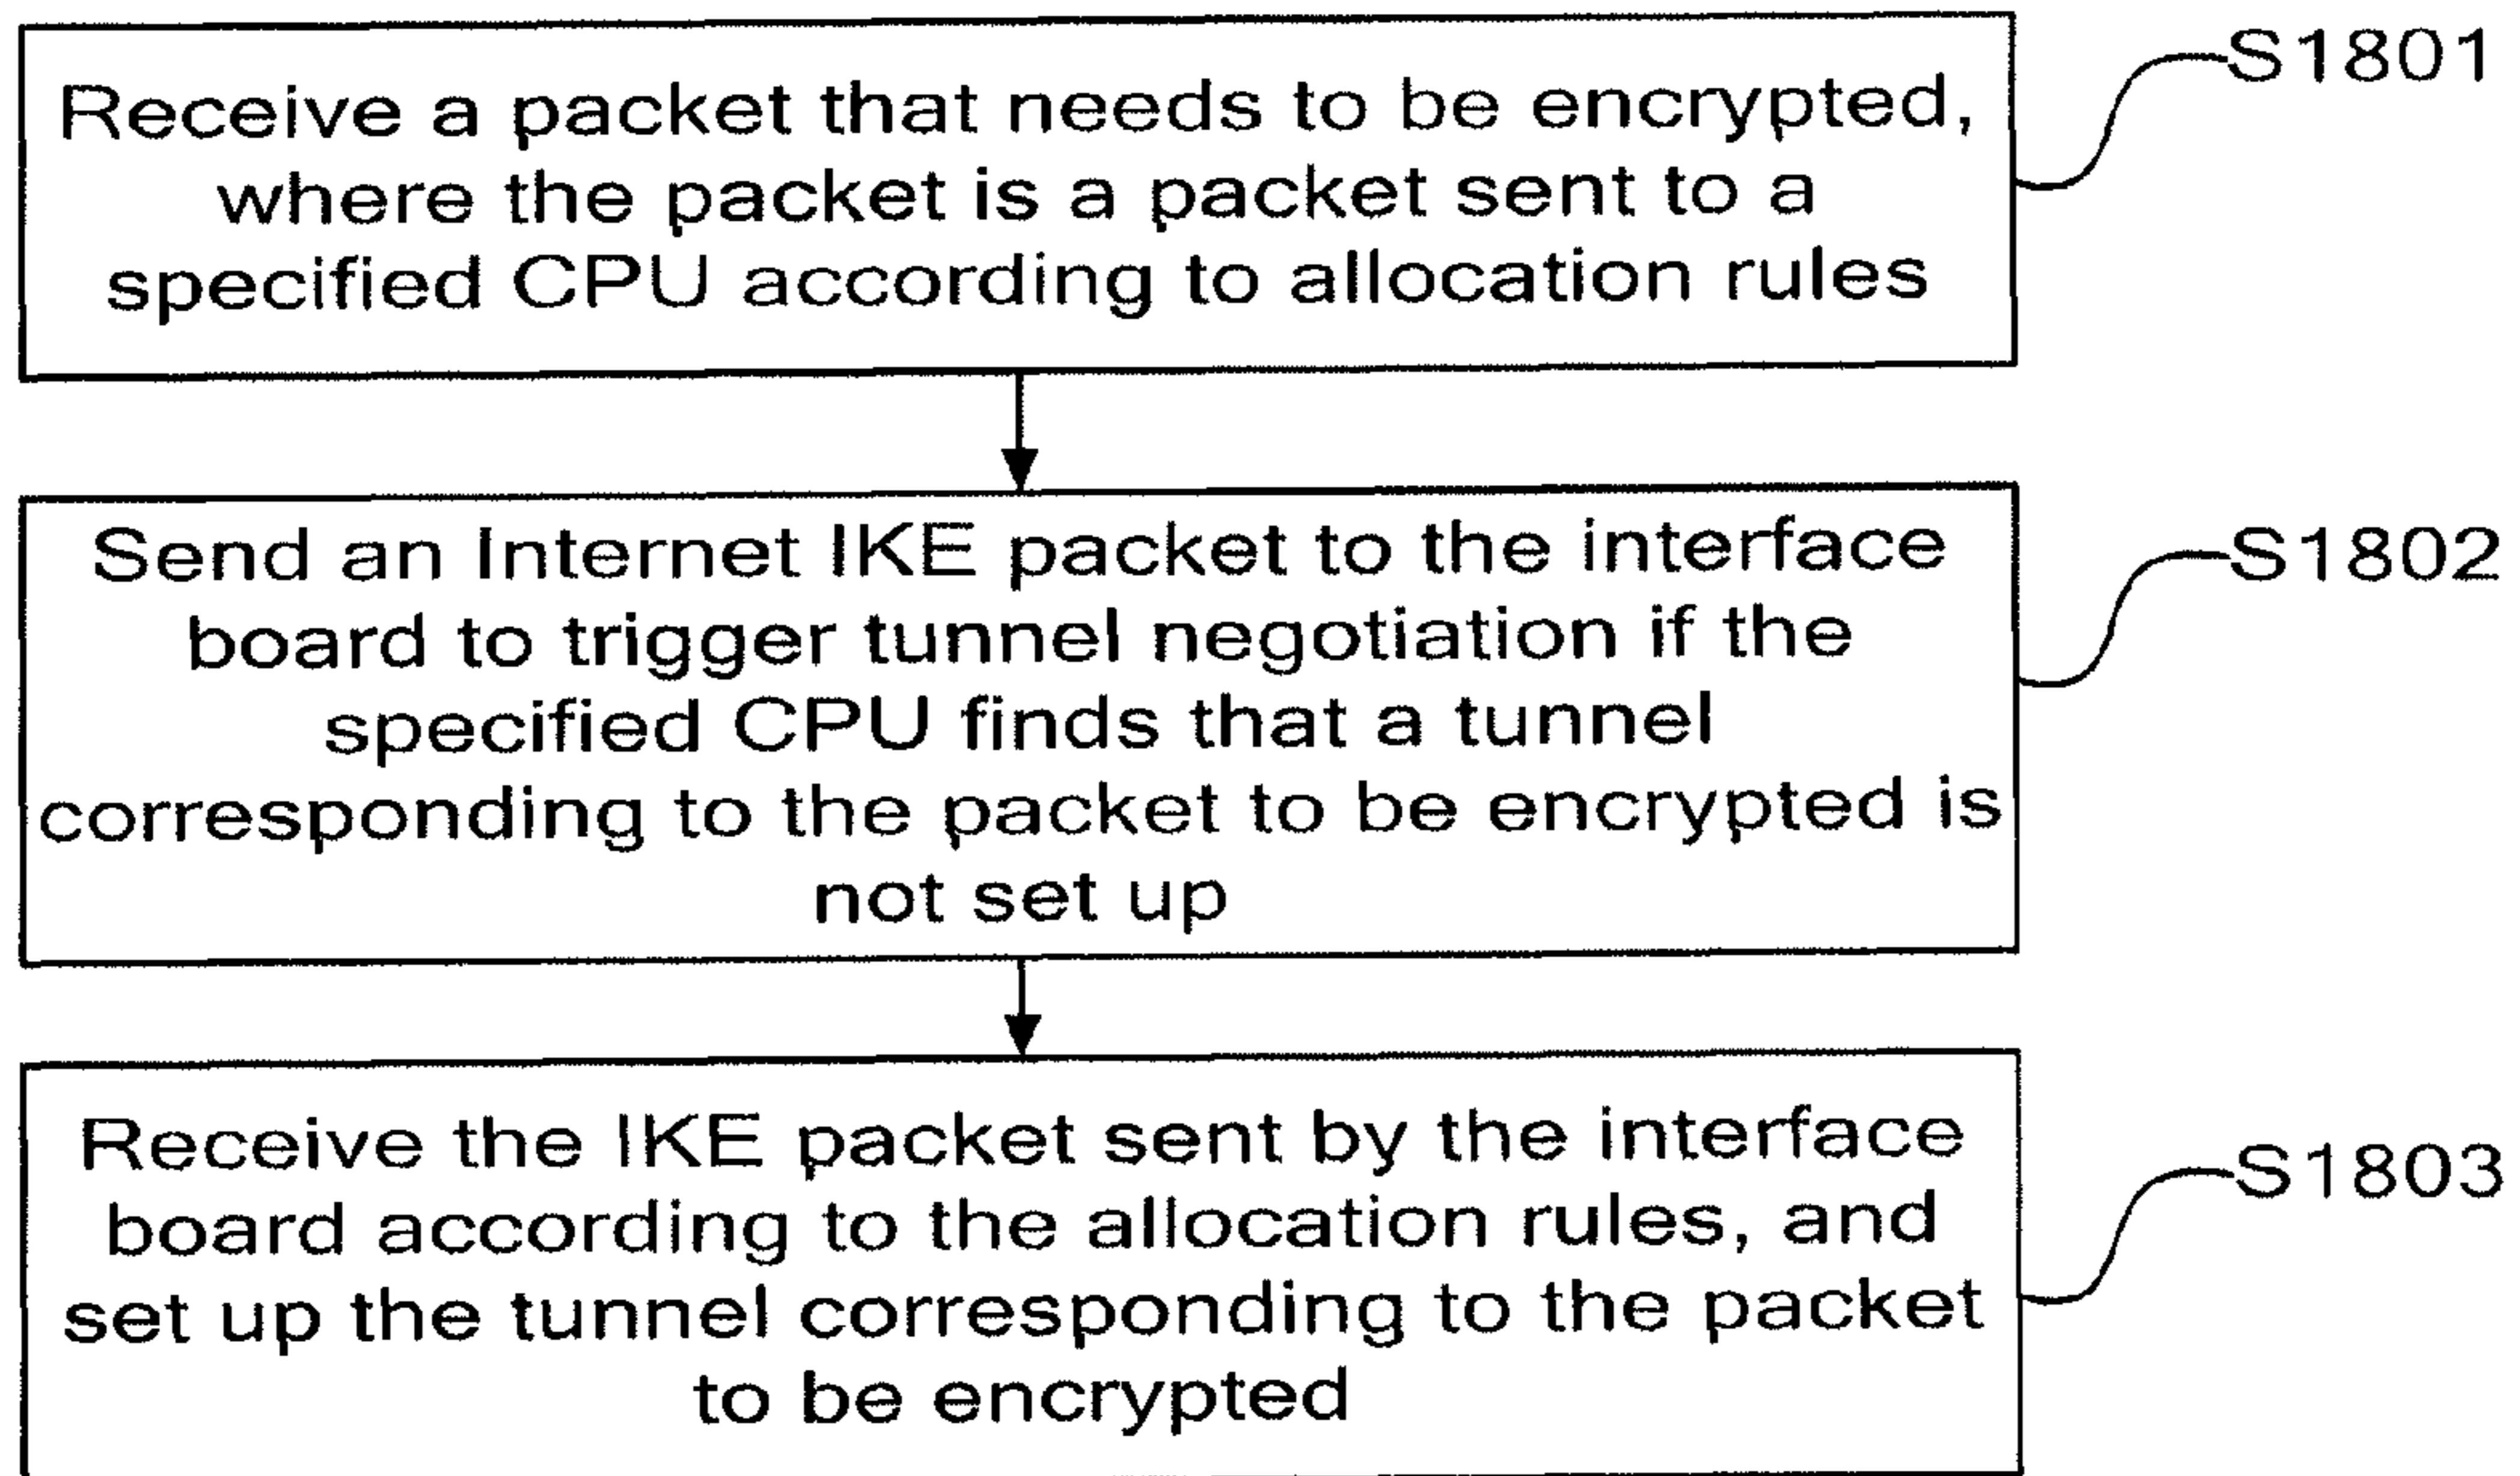 Receive a packet that needs to be encrypted,
where the packet is a packet sent to a
specified CPU according to allocation rules
S1801
Send an Internet IKE packet to the interface
board to trigger tunnel negotiation if the
specified CPU finds that a tunnel
corresponding to the packet to be encrypted is
not set up
S1802
Receive the IKE packet sent by the interface
board according to the allocation rules, and
set up the tunnel corresponding to the packet
to be encrypted
S1803